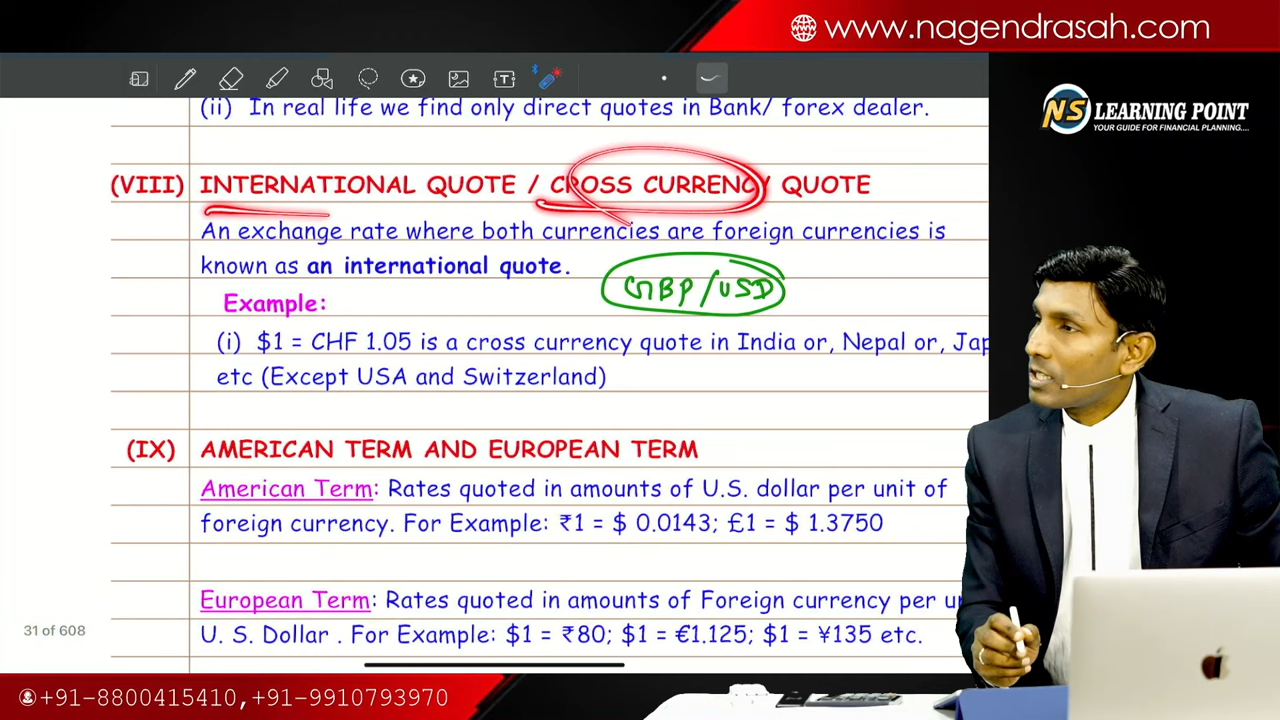 www.nagendrasah.com
NS LEARNING POINT
YOUR GUIDE FOR FINANCIAL PLANNING....
(ii) In real life we find only direct quotes in Bank/ forex dealer.
(VIII) INTERNATIONAL QUOTE / CROSS CURRENCY QUOTE
An exchange rate where both currencies are foreign currencies is
known as an international quote.
GBP/USD
Example:
(i) $1 = CHF 1.05 is a cross currency quote in India or, Nepal or, Jap
etc (Except USA and Switzerland)
(IX) AMERICAN TERM AND EUROPEAN TERM
American Term: Rates quoted in amounts of U.S. dollar per unit of
foreign currency. For Example: ₹1 = $ 0.0143; £1 = $ 1.3750
European Term: Rates quoted in amounts of Foreign currency per
U. S. Dollar . For Example: $1 = ₹80; $1 = €1.125; $1 = ¥135 etc.
31 of 608
+91-8800415410,+91-9910793970